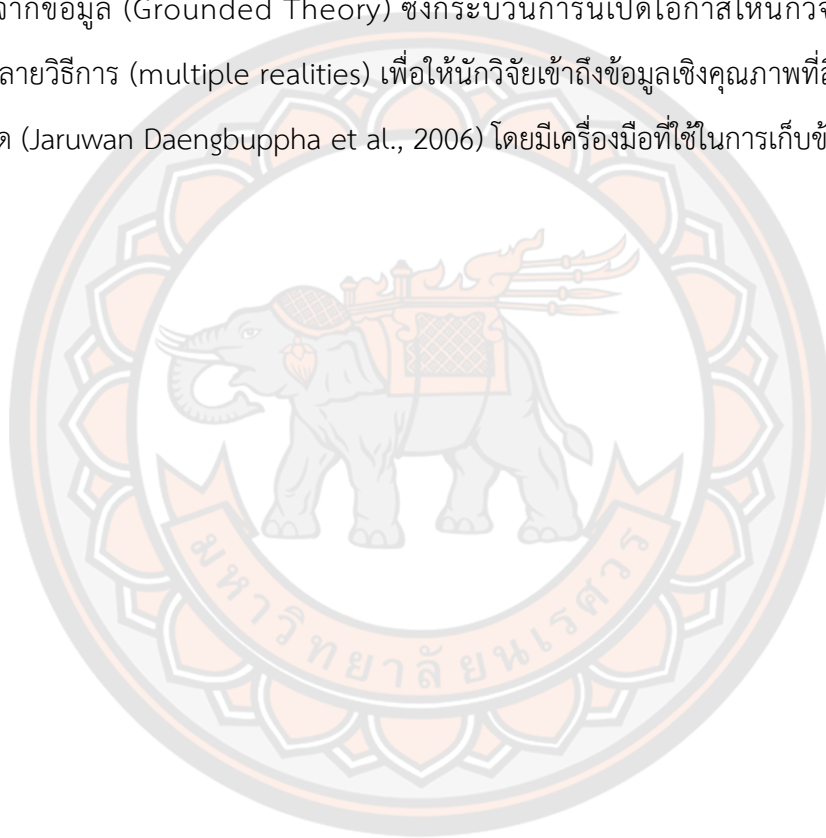 จากข้อมูล (Grounded Theory) ซึ่งกระบวนการนี้เปิดโอกาสให้นักวิจ
ลายวิธีการ (multiple realities) เพื่อให้นักวิจัยเข้าถึงข้อมูลเชิงคุณภาพที่ลึ
ด (Jaruwan Daengbuppha et al., 2006) โดยมีเครื่องมือที่ใช้ในการเก็บข้
มหาวิทยาลัยนเรศวร